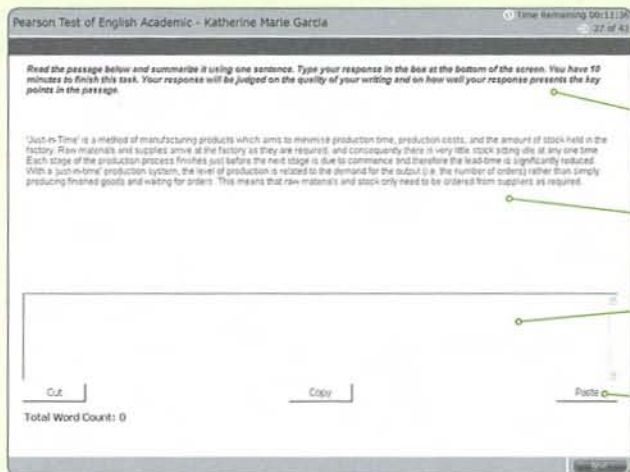 Pearson Test of English Academic - Katherine Marie Garcia
Time Remaining 00:11:36
27 of 43
Read the passage below and summarize it using one sentence. Type your response in the box at the bottom of the screen. You have 10
minutes to finish this task. Your response will be judged on the quality of your writing and on how well your response presents the key
points in the passage.
'Just-in-Time' is a method of manufacturing products which aims to minimise production time, production costs, and the amount of stock held in the
factory. Raw materials and supplies arrive at the factory as they are required, and consequently there is very little stock sitting idle at any one time.
Each stage of the production process finishes just before the next stage is due to commence and therefore the lead-time is significantly reduced.
With a 'just-in-time' production system, the level of production is related to the demand for the output (i.e. the number of orders) rather than simply
producing finished goods and waiting for orders. This means that raw materials and stock only need to be ordered from suppliers as required.
Cut
Copy
Paste
Total Word Count: 0